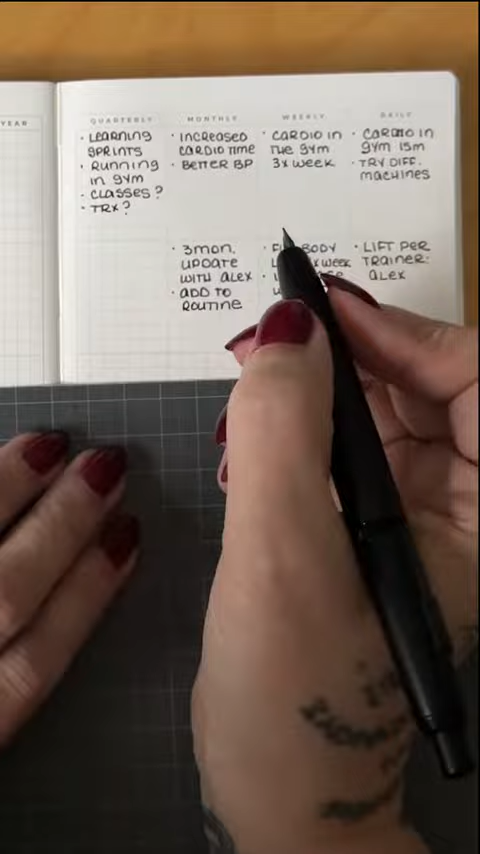 YEAR
QUARTERLY
• LEARNING
SPRINTS
• RUNNING
IN GYM
• CLASSES?
• TRX?
MONTHLY
• INCREASED
CARDIO TIME
• BETTER BP
• 3MON.
UPDATE
WITH ALEX
• ADD TO
ROUTINE
WEEKLY
• CARDIO IN
THE GYM
3X WEEK
BODY
X WEEK
DAILY
• CARDIO IN
GYM 15M
• TRY DIFF.
MACHINES
• LIFT PER
TRAINER:
ALEX